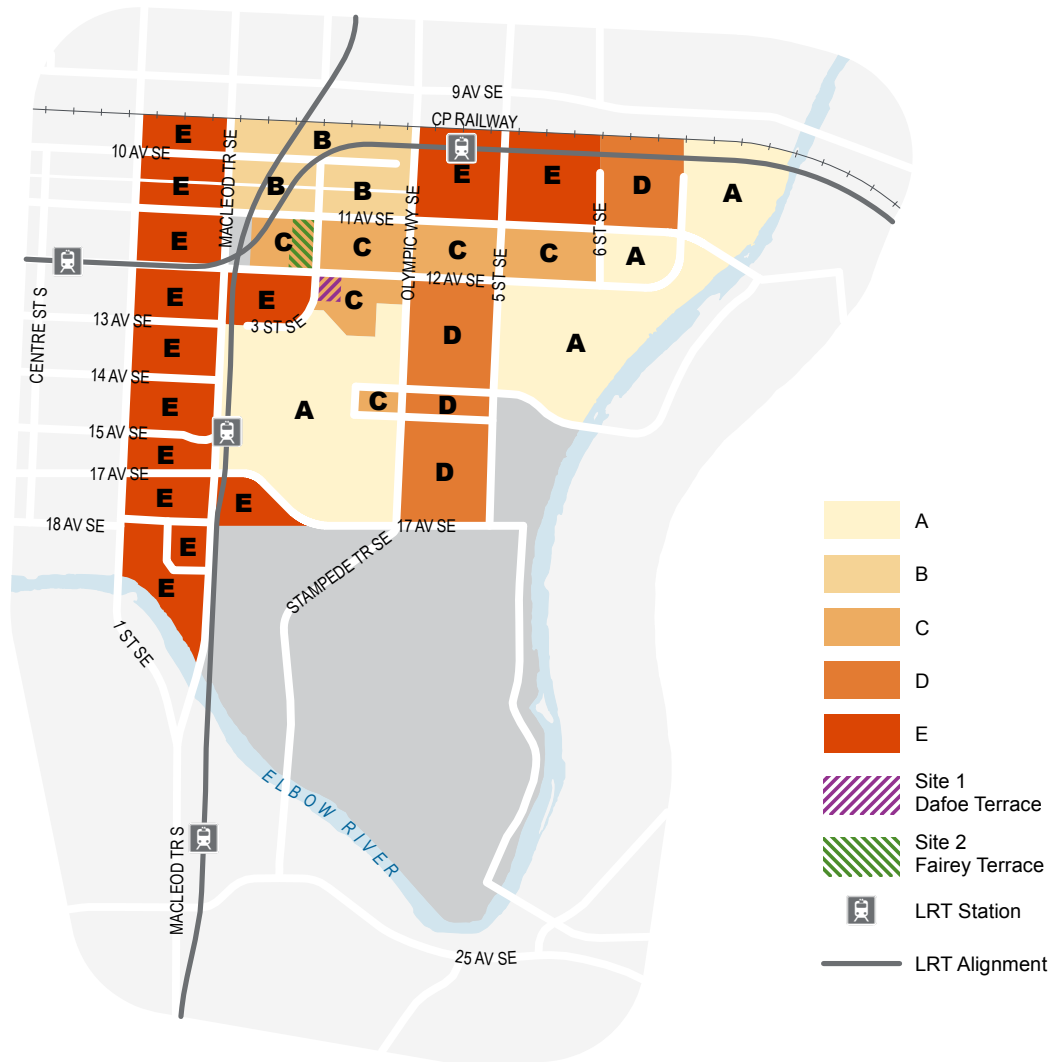 9 AV SE
CP RAILWAY
E
B
10 AV SE
MACLEOD TR SE
E
B
B
E
E
D
A
OLYMPIC WY SE
11 AV SE
6 ST SE
E
C
C
C
C
A
5 ST SE
12 AV SE
CENTRE ST S
E
E
C
13 AV SE
3 ST SE
E
D
A
14 AV SE
E
A
C
D
15 AV SE
E
17 AV SE
E
E
D
18 AV SE
17 AV SE
E
STAMPEDE TR SE
E
1 ST SE
ELBOW RIVER
MACLEOD TR S
25 AV SE
A
B
C
D
E
Site 1
Dafoe Terrace
Site 2
Fairey Terrace
LRT Station
LRT Alignment